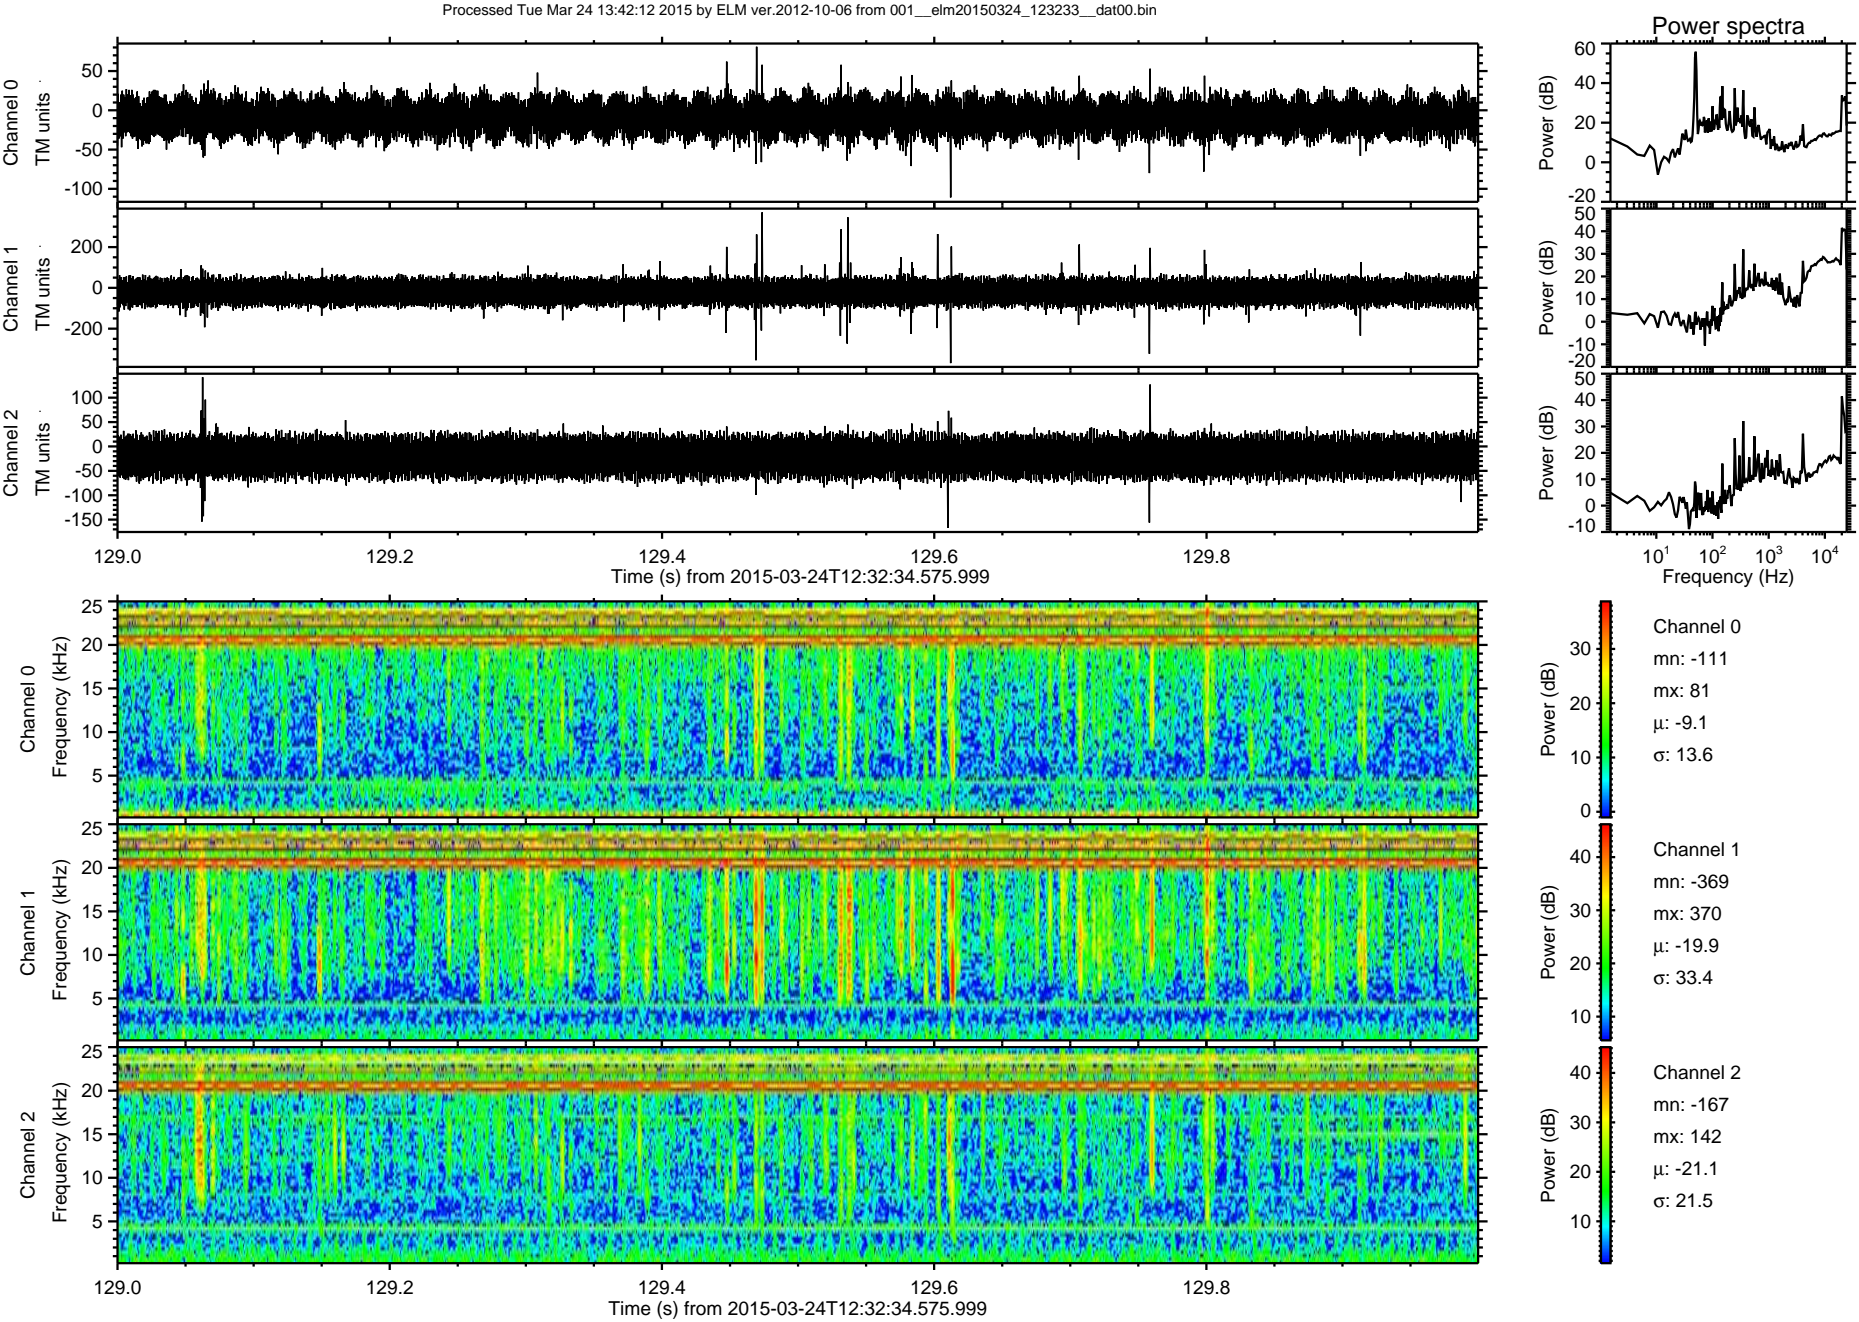 Processed Tue Mar 24 13:42:12 2015 by ELM ver.2012-10-06 from 001__elm20150324_123233__dat00.bin
Power spectra
Channel 0
TM units
50
0
-50
-100
Power (dB)
60
40
20
0
-20
Channel 1
TM units
200
0
-200
Power (dB)
50
40
30
20
10
0
-10
-20
Channel 2
TM units
100
50
0
-50
-100
-150
Power (dB)
50
40
30
20
10
0
-10
129.0 129.2 129.4 129.6 129.8
Time (s) from 2015-03-24T12:32:34.575.999
10^1 10^2 10^3 10^4
Frequency (Hz)
Channel 0
Frequency (kHz)
25
20
15
10
5
Power (dB)
30
20
10
0
Channel 0
mn: -111
mx: 81
μ: -9.1
σ: 13.6
Channel 1
Frequency (kHz)
25
20
15
10
5
Power (dB)
40
30
20
10
Channel 1
mn: -369
mx: 370
μ: -19.9
σ: 33.4
Channel 2
Frequency (kHz)
25
20
15
10
5
Power (dB)
40
30
20
10
Channel 2
mn: -167
mx: 142
μ: -21.1
σ: 21.5
129.0 129.2 129.4 129.6 129.8
Time (s) from 2015-03-24T12:32:34.575.999